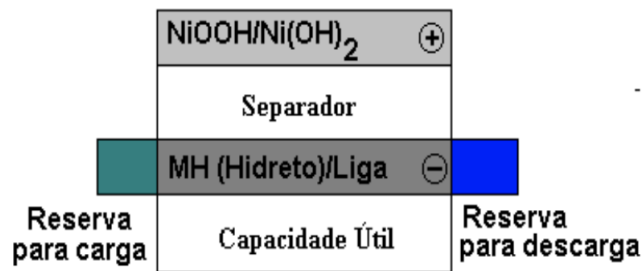 NiOOH/Ni(OH)2 +
Separador
MH (Hidreto)/Liga −
Reserva
para carga
Capacidade Útil
Reserva
para descarga